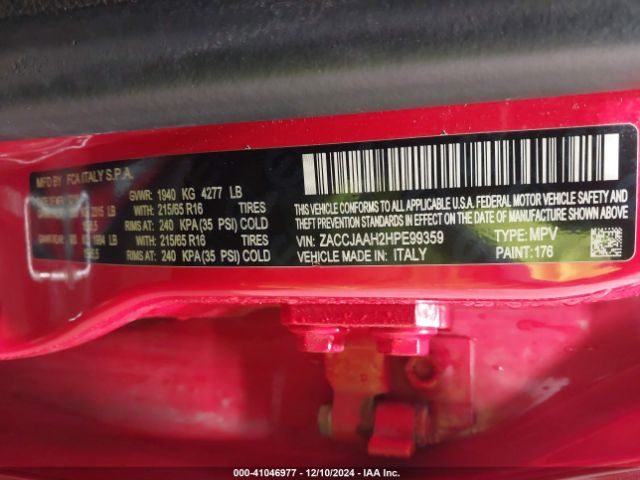 MFD BY FCA ITALY S.P.A.
GVWR: 1940 KG 4277 LB
2315 LB WITH: 215/65 R16 TIRES
RIMS AT: 240 KPA(35 PSI) COLD
LB WITH: 215/65 R16 TIRES
RIMS AT: 240 KPA(35 PSI) COLD
THIS VEHICLE CONFORMS TO ALL APPLICABLE U.S.A. FEDERAL MOTOR VEHICLE SAFETY
AND THEFT PREVENTION STANDARDS IN EFFECT ON THE DATE OF MANUFACTURE SHOWN ABOVE.
VIN: ZACCJAAH2HPE99359 TYPE: MPV
VEHICLE MADE IN: ITALY PAINT:176
000-41046977 - 12/10/2024 - IAA Inc.